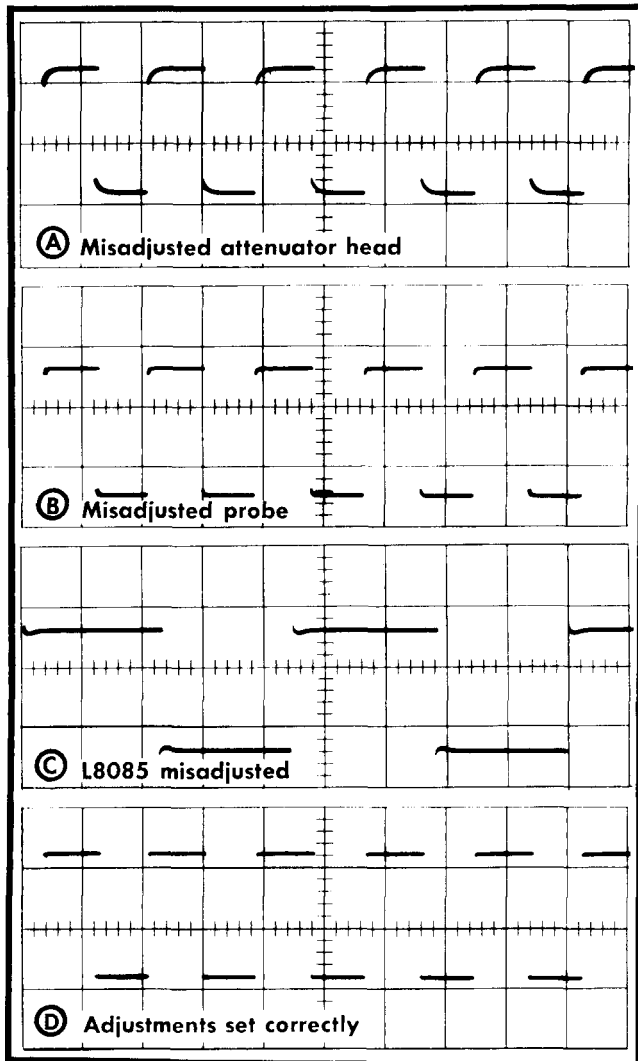 Ⓐ Misadjusted attenuator head
Ⓑ Misadjusted probe
Ⓒ L8085 misadjusted
Ⓓ Adjustments set correctly